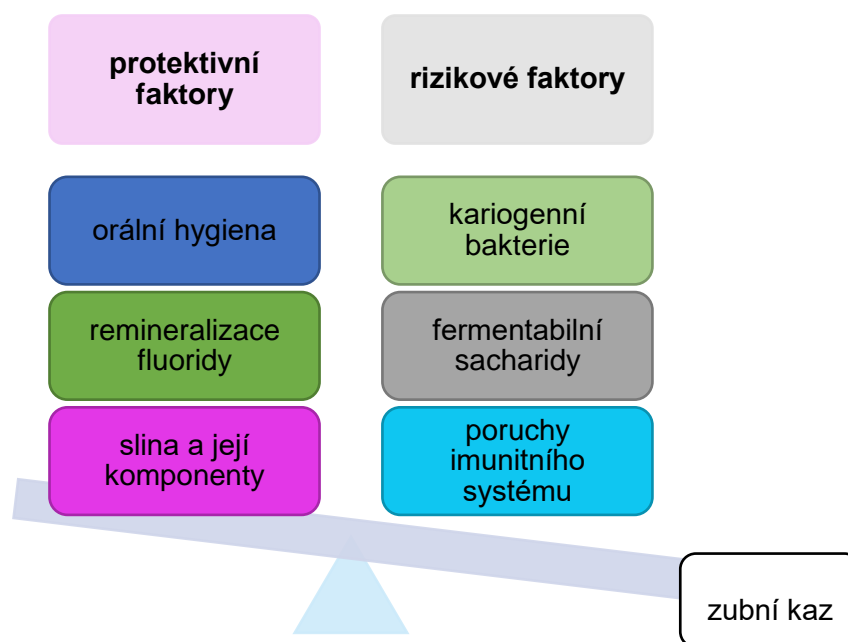 protektivní
faktory
rizikové faktory
orální hygiena
kariogenní
bakterie
remineralizace
fluoridy
fermentabilní
sacharidy
slina a její
komponenty
poruchy
imunitního
systému
zubní kaz